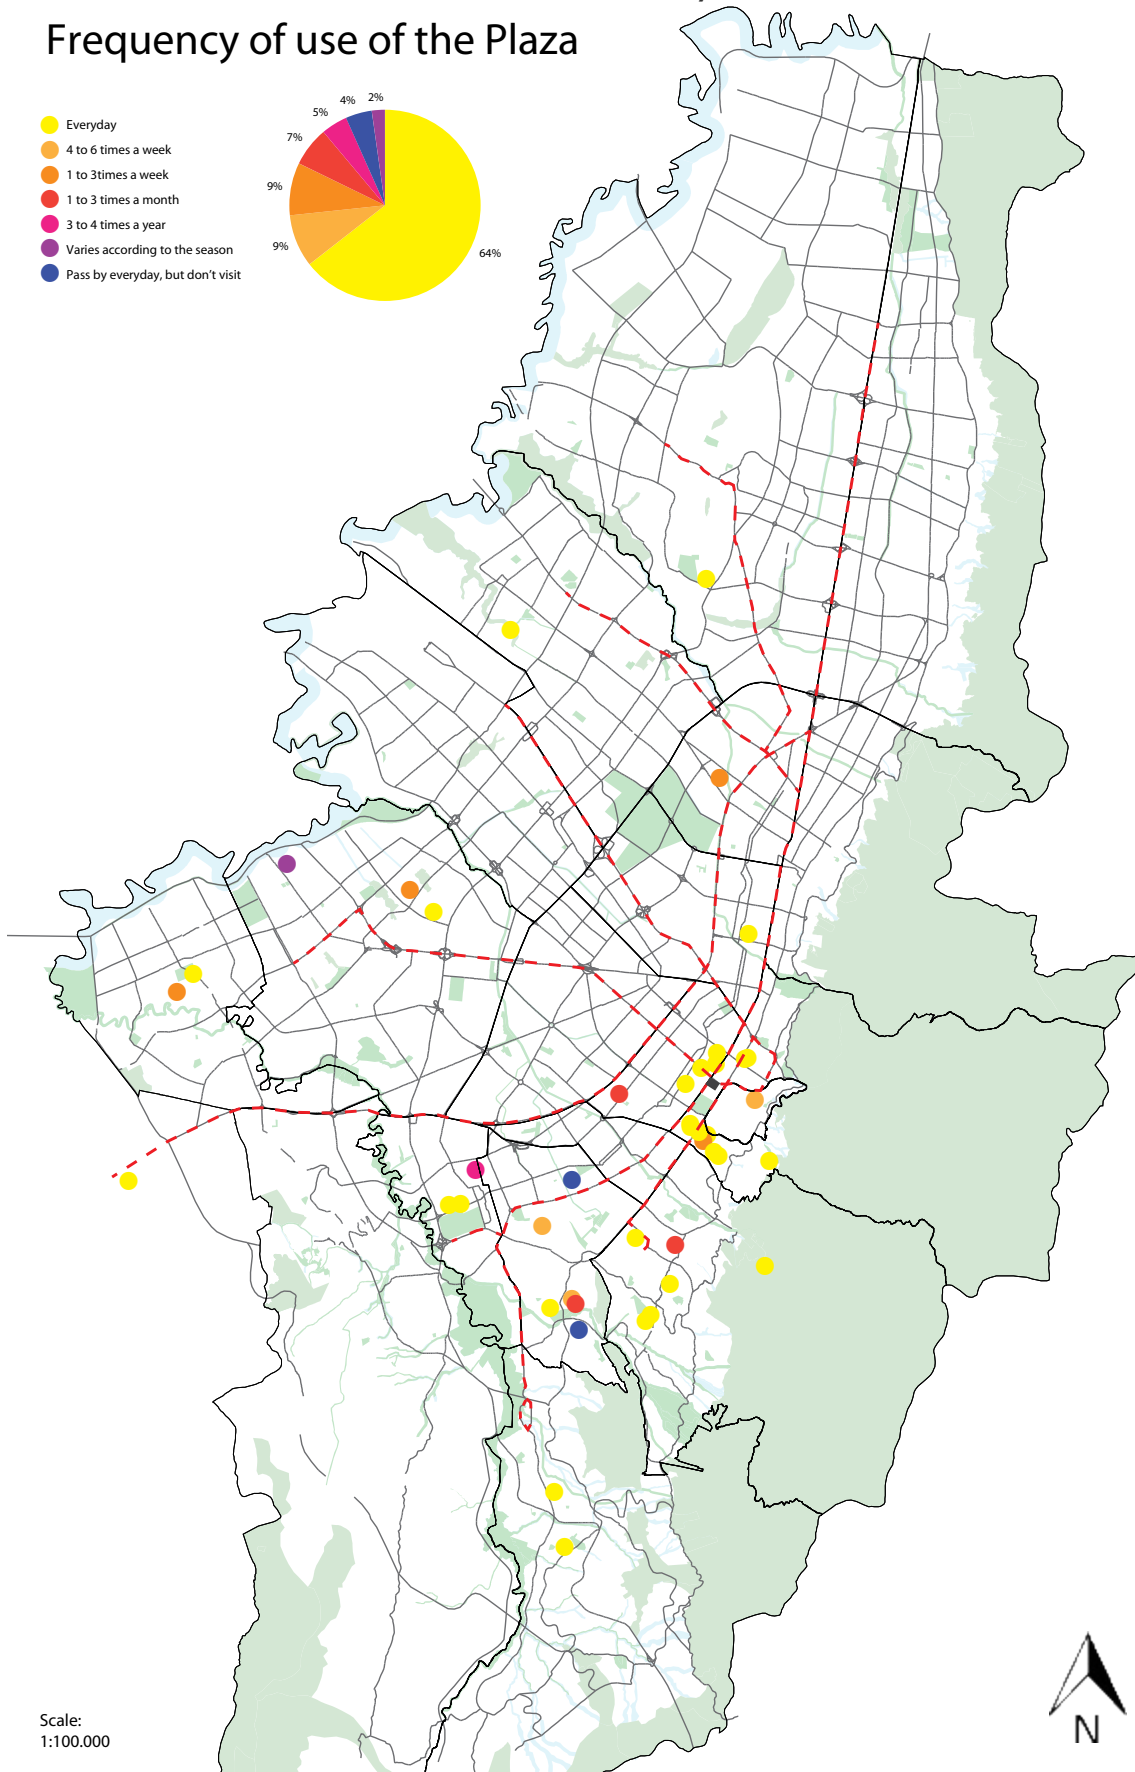 Frequency of use of the Plaza
Everyday
4 to 6 times a week
1 to 3times a week
1 to 3 times a month
3 to 4 times a year
Varies according to the season
Pass by everyday, but don't visit
2%
4%
5%
7%
9%
9%
64%
Scale:
1:100.000
N